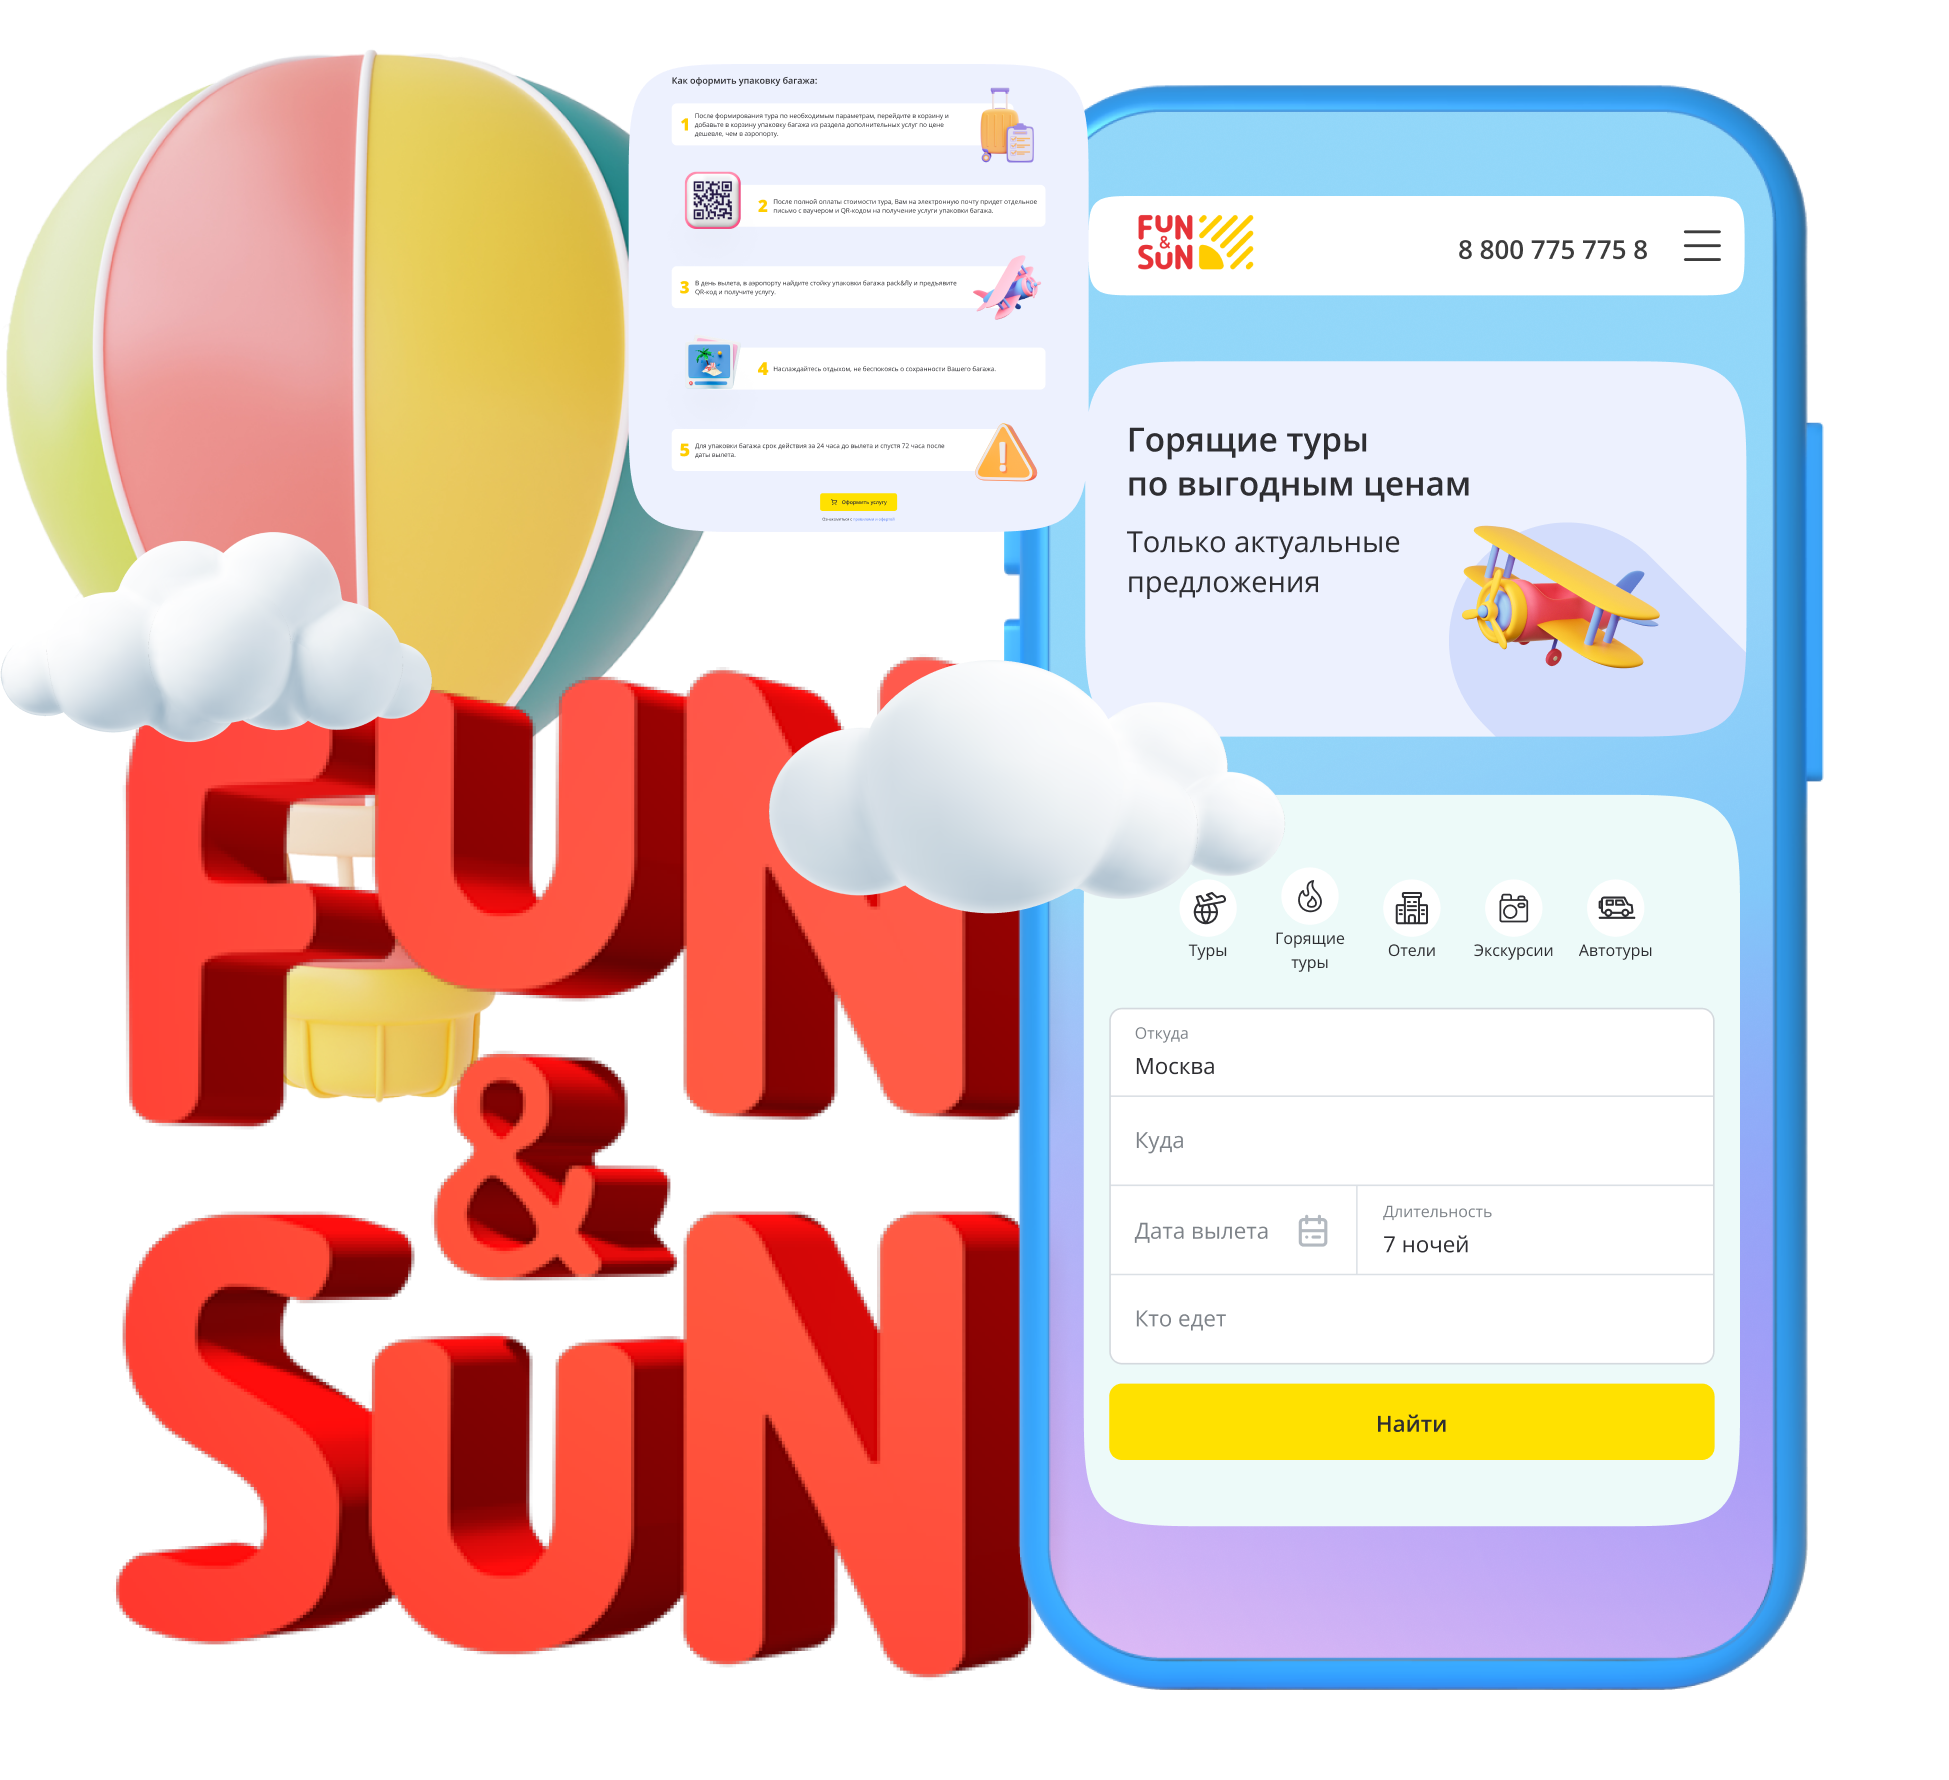 Как оформить упаковку багажа:
1
После формирования тура по необходимым параметрам, перейдите в корзину и
добавьте в корзину упаковку багажа из раздела дополнительных услуг по цене
дешевле, чем в аэропорту.
2
После полной оплаты стоимости тура, Вам на электронную почту придет отдельное
письмо с ваучером и QR-кодом на получение услуги упаковки багажа.
3
В день вылета, в аэропорту найдите стойку упаковки багажа pack&fly и предъявите
QR-код и получите услугу.
4
Наслаждайтесь отдыхом, не беспокоясь о сохранности Вашего багажа.
5
Для упаковки багажа срок действия за 24 часа до вылета и спустя 72 часа после
даты вылета.
Оформить услугу
Ознакомиться с правилами и офертой
FUN
&
SUN
8 800 775 775 8
Горящие туры
по выгодным ценам
Только актуальные
предложения
Туры
Горящие
туры
Отели
Экскурсии
Автотуры
Откуда
Москва
Куда
Дата вылета
Длительность
7 ночей
Кто едет
Найти
FUN
&
SUN